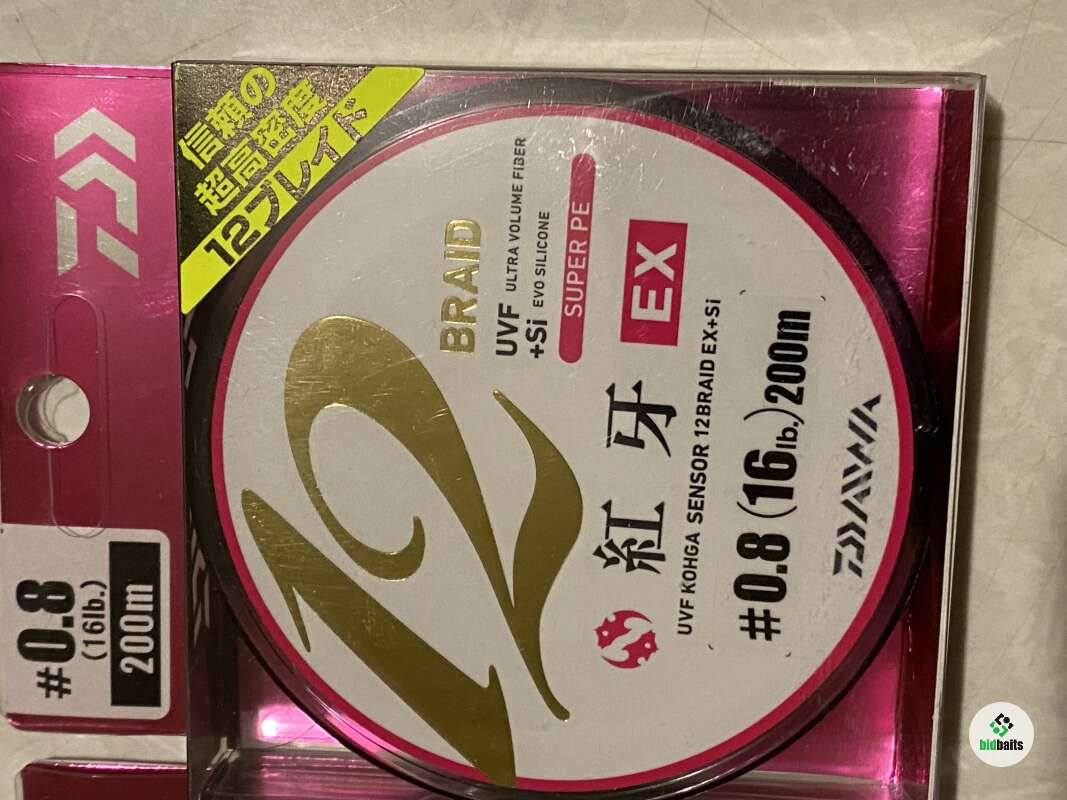 信頼の
超高密度
12ブレイド
#0.8
(16lb.)
200m
12
BRAID
UVF ULTRA VOLUME FIBER
+Si EVO SILICONE
SUPER PE
紅牙 EX
UVF KOHGA SENSOR 12BRAID EX+Si
#0.8(16lb.)200m
DAIWA
bidbaits